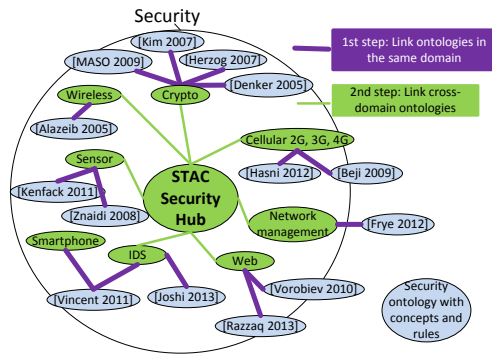 Security
[Kim 2007]
[MASO 2009]
[Herzog 2007]
[Denker 2005]
Crypto
Wireless
[Alazeib 2005]
1st step: Link ontologies in
the same domain
2nd step: Link cross-
domain ontologies
Cellular 2G, 3G, 4G
[Hasni 2012]
[Beji 2009]
Sensor
[Kenfack 2011]
[Znaidi 2008]
STAC
Security
Hub
Network
management
[Frye 2012]
Smartphone
IDS
[Vincent 2011]
[Joshi 2013]
Web
[Vorobiev 2010]
[Razzaq 2013]
Security
ontology with
concepts and
rules